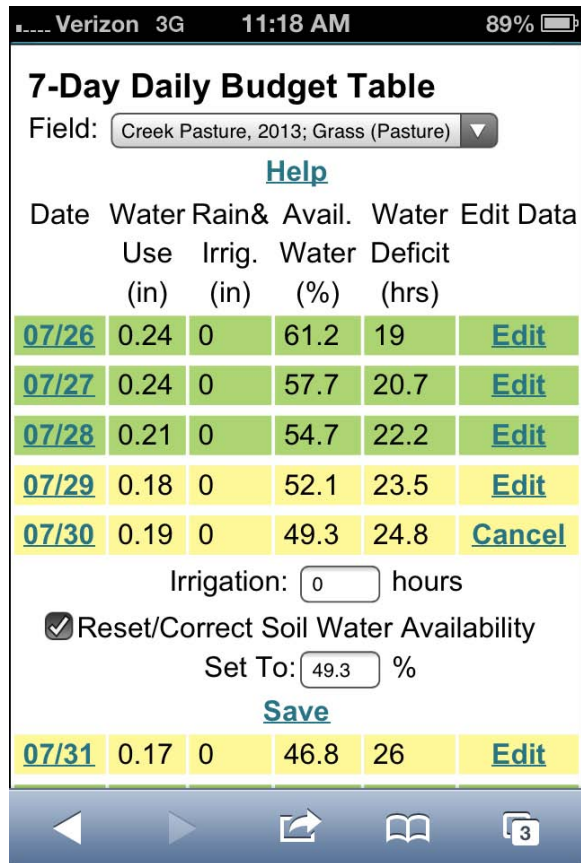 Verizon 3G 11:18 AM 89%
7-Day Daily Budget Table
Field: Creek Pasture, 2013; Grass (Pasture)
Help
Date Water Rain& Avail. Water Edit Data
Use Irrig. Water Deficit
(in) (in) (%) (hrs)
07/26 0.24 0 61.2 19 Edit
07/27 0.24 0 57.7 20.7 Edit
07/28 0.21 0 54.7 22.2 Edit
07/29 0.18 0 52.1 23.5 Edit
07/30 0.19 0 49.3 24.8 Cancel
Irrigation: 0 hours
Reset/Correct Soil Water Availability
Set To: 49.3 %
Save
07/31 0.17 0 46.8 26 Edit
3